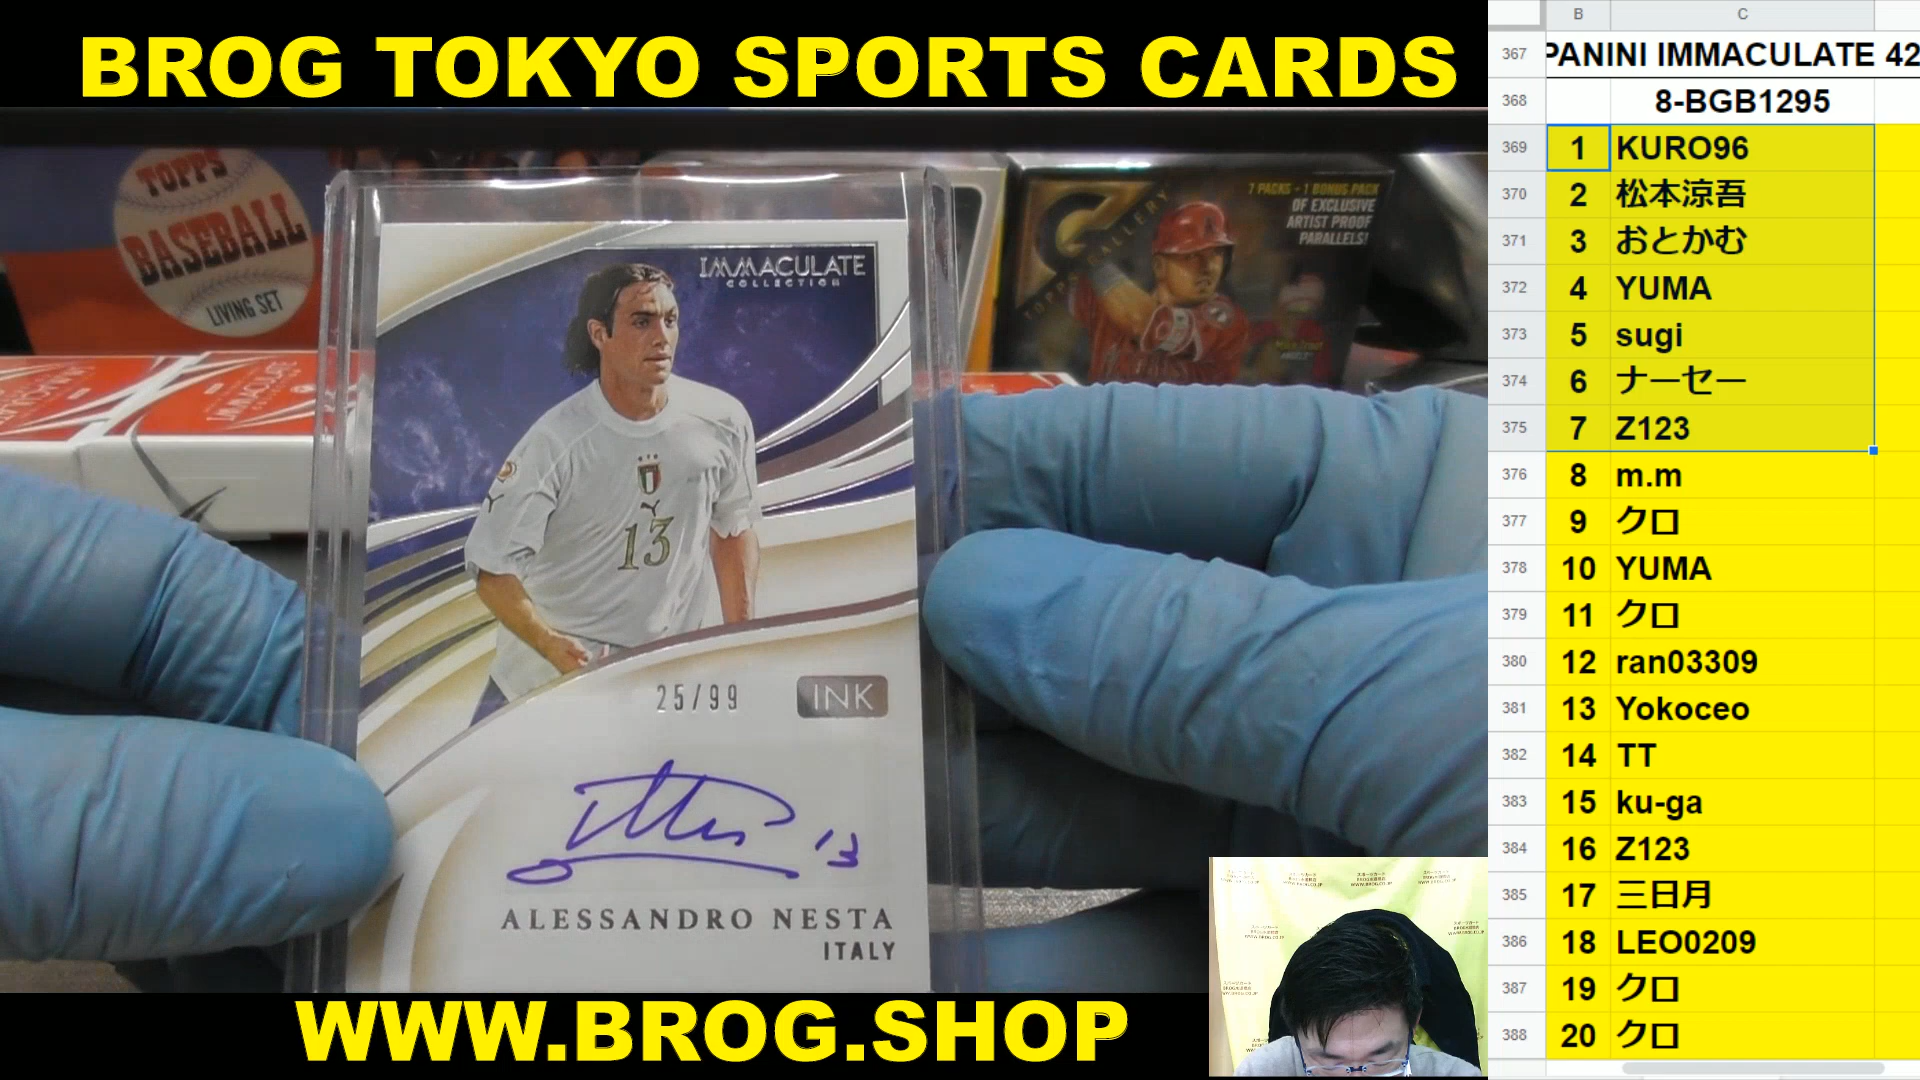 BROG TOKYO SPORTS CARDS
TOPPS
BASEBALL
LIVING SET
7 PACKS - 1 BONUS PACK
OF EXCLUSIVE
ARTIST PROOF
PARALLELS!
TOPPS GALLERY
IMMACULATE
COLLECTION
13
25/99
INK
13
ALESSANDRO NESTA
ITALY
WWW.BROG.SHOP
B C
367 PANINI IMMACULATE 42
368 8-BGB1295
369 1 KURO96
370 2 松本涼吾
371 3 おとかむ
372 4 YUMA
373 5 sugi
374 6 ナーセー
375 7 Z123
376 8 m.m
377 9 クロ
378 10 YUMA
379 11 クロ
380 12 ran03309
381 13 Yokoceo
382 14 TT
383 15 ku-ga
384 16 Z123
385 17 三日月
386 18 LEO0209
387 19 クロ
388 20 クロ